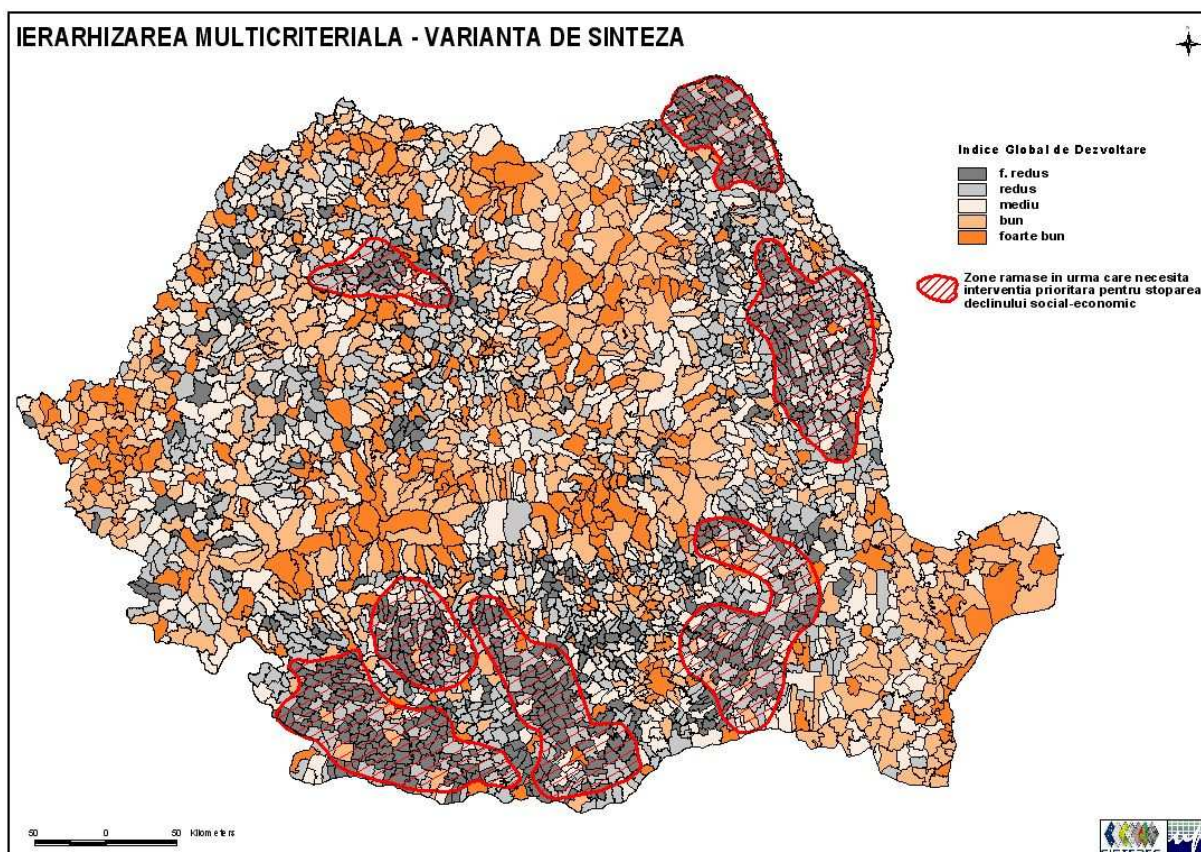 IERARHIZAREA MULTICRITERIALA - VARIANTA DE SINTEZA
Indice Global de Dezvoltare
f. redus
redus
mediu
bun
foarte bun
Zone ramase in urma care necesita
interventia prioritara pentru stoparea
declinului social-economic
50 0 50 Kilometers